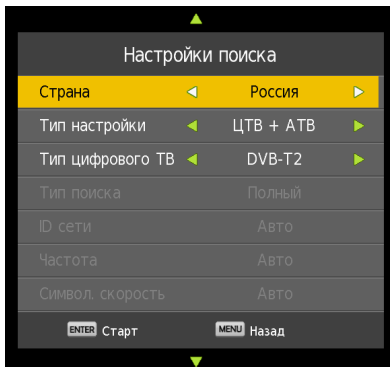 Настройки поиска
Страна Россия
Тип настройки ЦТВ + АТВ
Тип цифрового ТВ DVB-T2
Тип поиска Полный
ID сети Авто
Частота Авто
Символ. скорость Авто
ENTER Старт MENU Назад